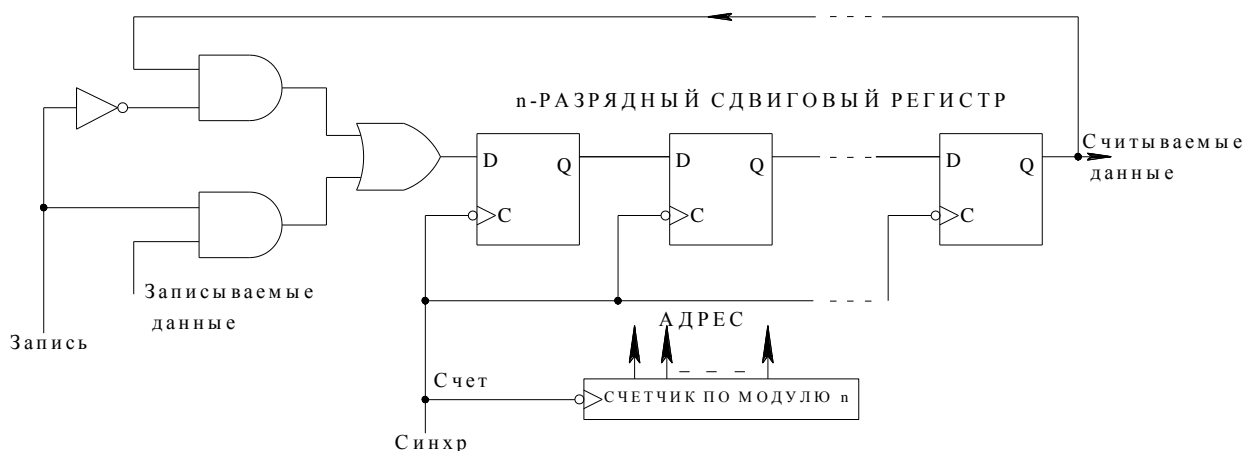 n-РАЗРЯДНЫЙ СДВИГОВЫЙ РЕГИСТР
Считываемые
данные
D
Q
C
D
Q
C
D
Q
C
Записываемые
данные
Запись
АДРЕС
Счет
СЧЕТЧИК ПО МОДУЛЮ n
Синхр